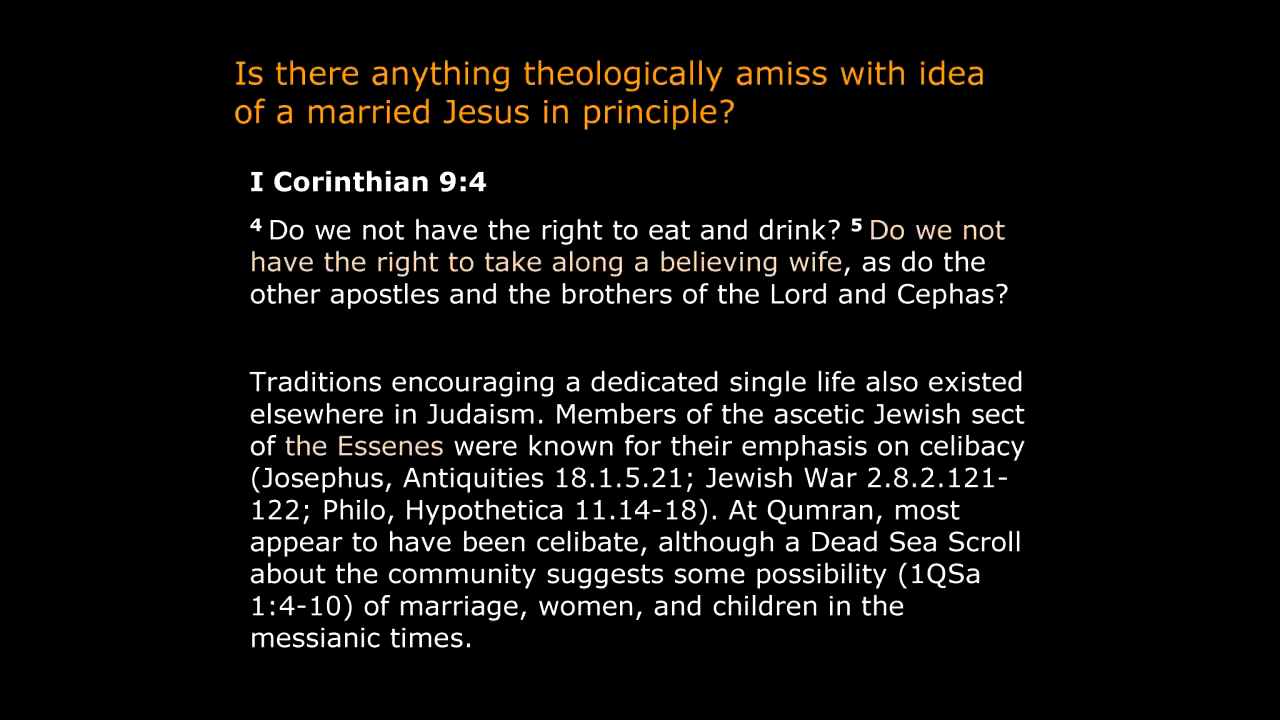 Is there anything theologically amiss with idea
of a married Jesus in principle?
I Corinthian 9:4
4 Do we not have the right to eat and drink? 5 Do we not
have the right to take along a believing wife, as do the
other apostles and the brothers of the Lord and Cephas?
Traditions encouraging a dedicated single life also existed
elsewhere in Judaism. Members of the ascetic Jewish sect
of the Essenes were known for their emphasis on celibacy
(Josephus, Antiquities 18.1.5.21; Jewish War 2.8.2.121-
122; Philo, Hypothetica 11.14-18). At Qumran, most
appear to have been celibate, although a Dead Sea Scroll
about the community suggests some possibility (1QSa
1:4-10) of marriage, women, and children in the
messianic times.